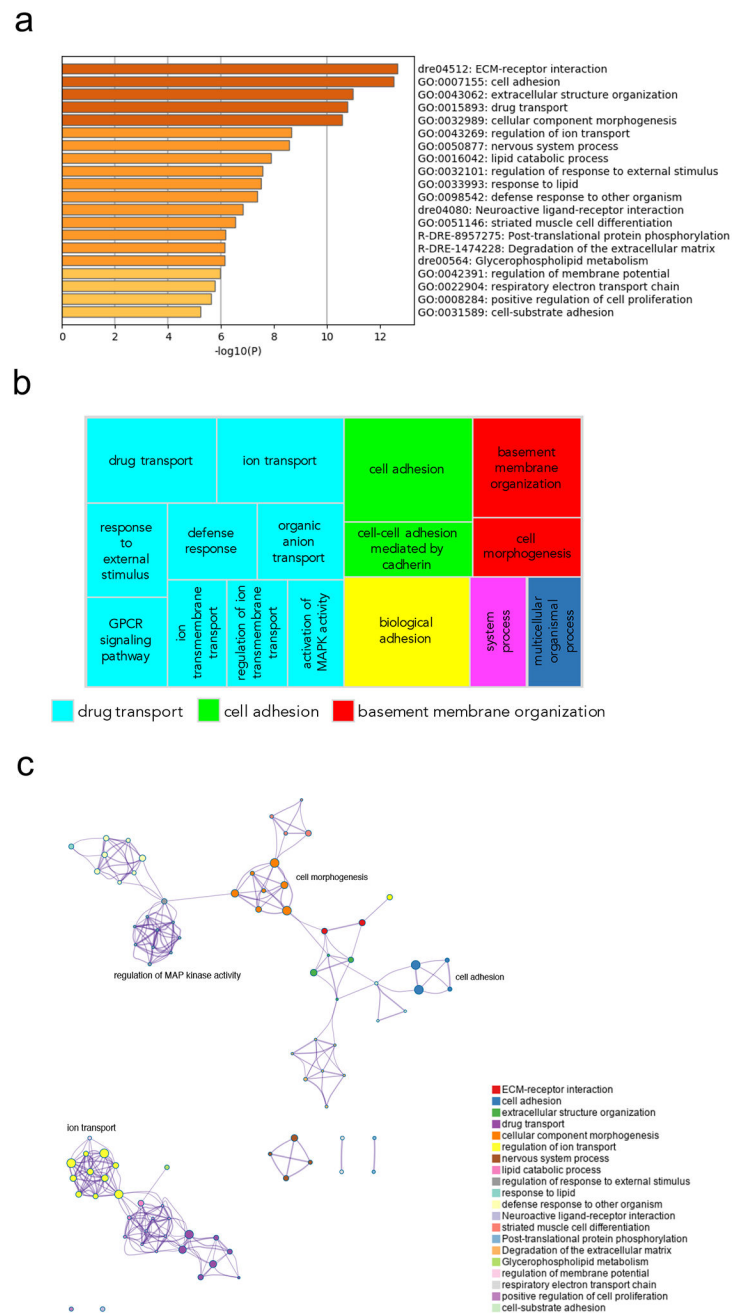 a
dre04512: ECM-receptor interaction
GO:0007155: cell adhesion
GO:0043062: extracellular structure organization
GO:0015893: drug transport
GO:0032989: cellular component morphogenesis
GO:0043269: regulation of ion transport
GO:0050877: nervous system process
GO:0016042: lipid catabolic process
GO:0032101: regulation of response to external stimulus
GO:0033993: response to lipid
GO:0098542: defense response to other organism
dre04080: Neuroactive ligand-receptor interaction
GO:0051146: striated muscle cell differentiation
R-DRE-8957275: Post-translational protein phosphorylation
R-DRE-1474228: Degradation of the extracellular matrix
dre00564: Glycerophospholipid metabolism
GO:0042391: regulation of membrane potential
GO:0022904: respiratory electron transport chain
GO:0008284: positive regulation of cell proliferation
GO:0031589: cell-substrate adhesion
0 2 4 6 8 10 12
-log10(P)
b
drug transport
ion transport
cell adhesion
basement
membrane
organization
response
to
external
stimulus
defense
response
organic
anion
transport
cell-cell adhesion
mediated by
cadherin
cell
morphogenesis
GPCR
signaling
pathway
ion
transmembrane
transport
regulation of ion
transmembrane
transport
activation of
MAPK activity
biological
adhesion
system
process
multicellular
organismal
process
drug transport
cell adhesion
basement membrane organization
c
cell morphogenesis
regulation of MAP kinase activity
cell adhesion
ion transport
ECM-receptor interaction
cell adhesion
extracellular structure organization
drug transport
cellular component morphogenesis
regulation of ion transport
nervous system process
lipid catabolic process
regulation of response to external stimulus
response to lipid
defense response to other organism
Neuroactive ligand-receptor interaction
striated muscle cell differentiation
Post-translational protein phosphorylation
Degradation of the extracellular matrix
Glycerophospholipid metabolism
regulation of membrane potential
respiratory electron transport chain
positive regulation of cell proliferation
cell-substrate adhesion